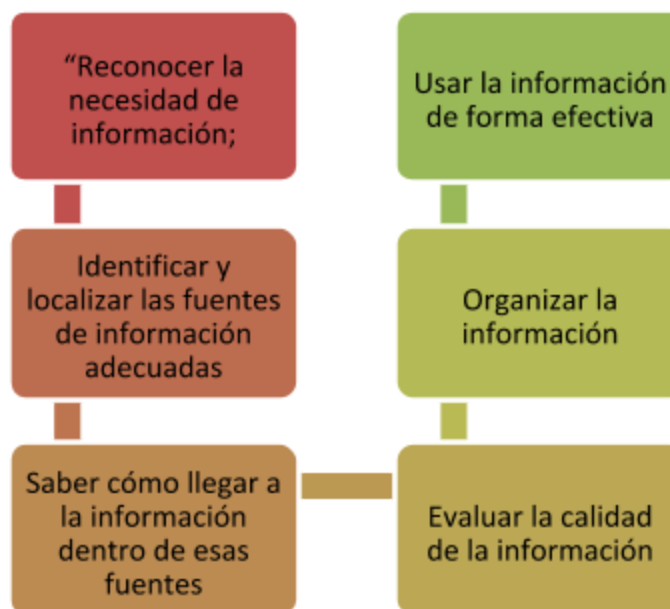 “Reconocer la
necesidad de
información;
Identificar y
localizar las fuentes
de información
adecuadas
Saber cómo llegar a
la información
dentro de esas
fuentes
Evaluar la calidad
de la información
Organizar la
información
Usar la información
de forma efectiva